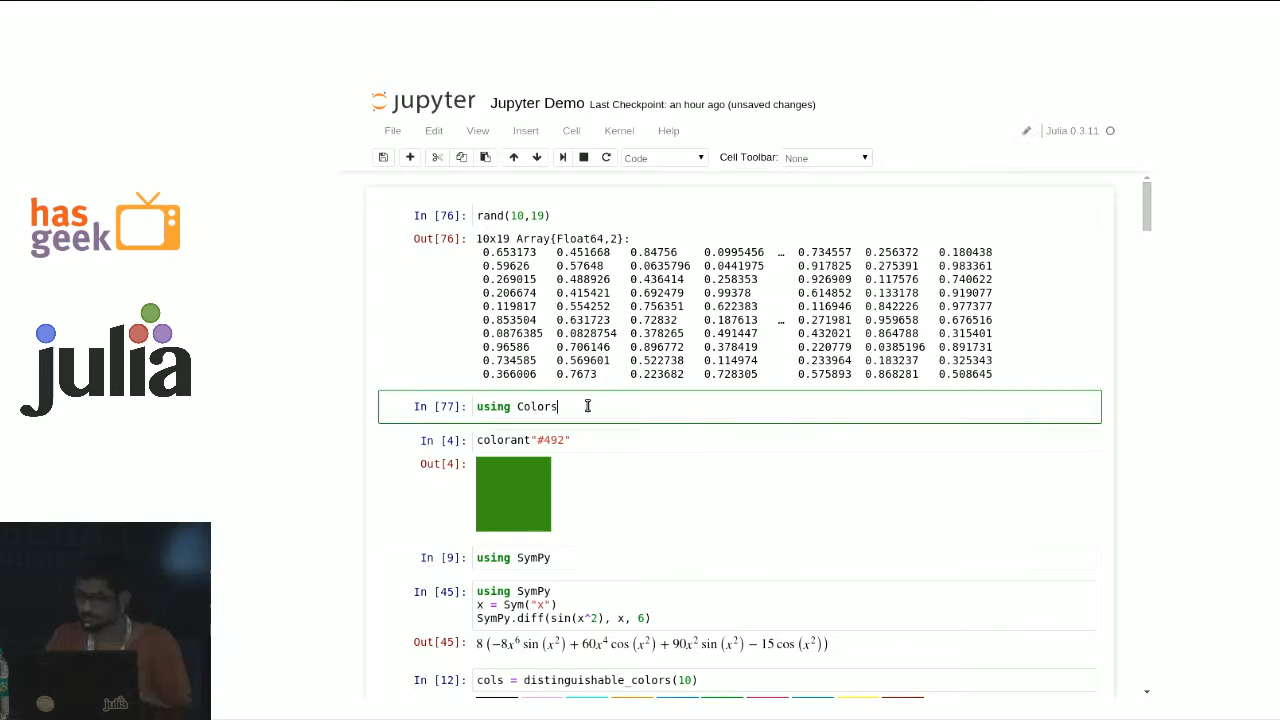 jupyter Jupyter Demo Last Checkpoint: an hour ago (unsaved changes)
File Edit View Insert Cell Kernel Help Julia 0.3.11
Code Cell Toolbar: None
has
geek
julia
In [76]: rand(10,19)
Out[76]: 10x19 Array{Float64,2}:
0.653173 0.451668 0.84756 0.0995456 … 0.734557 0.256372 0.180438
0.59626 0.57648 0.0635796 0.0441975 0.917825 0.275391 0.983361
0.269015 0.488926 0.436414 0.258353 0.926909 0.117576 0.740622
0.206674 0.415421 0.692479 0.99378 0.614852 0.133178 0.919077
0.119817 0.554252 0.756351 0.622383 0.116946 0.842226 0.977377
0.853504 0.631723 0.72832 0.187613 … 0.271981 0.959658 0.676516
0.0876385 0.0828754 0.378265 0.491447 0.432021 0.864788 0.315401
0.96586 0.706146 0.896772 0.378419 0.220779 0.0385196 0.891731
0.734585 0.569601 0.522738 0.114974 0.233964 0.183237 0.325343
0.366006 0.7673 0.223682 0.728305 0.575893 0.868281 0.508645
In [77]: using Colors
In [4]: colorant"#492"
Out[4]:
In [9]: using SymPy
In [45]: using SymPy
x = Sym("x")
SymPy.diff(sin(x^2), x, 6)
Out[45]: 8 (−8x⁶ sin (x²) + 60x⁴ cos (x²) + 90x² sin (x²) − 15 cos (x²))
In [12]: cols = distinguishable_colors(10)
julia